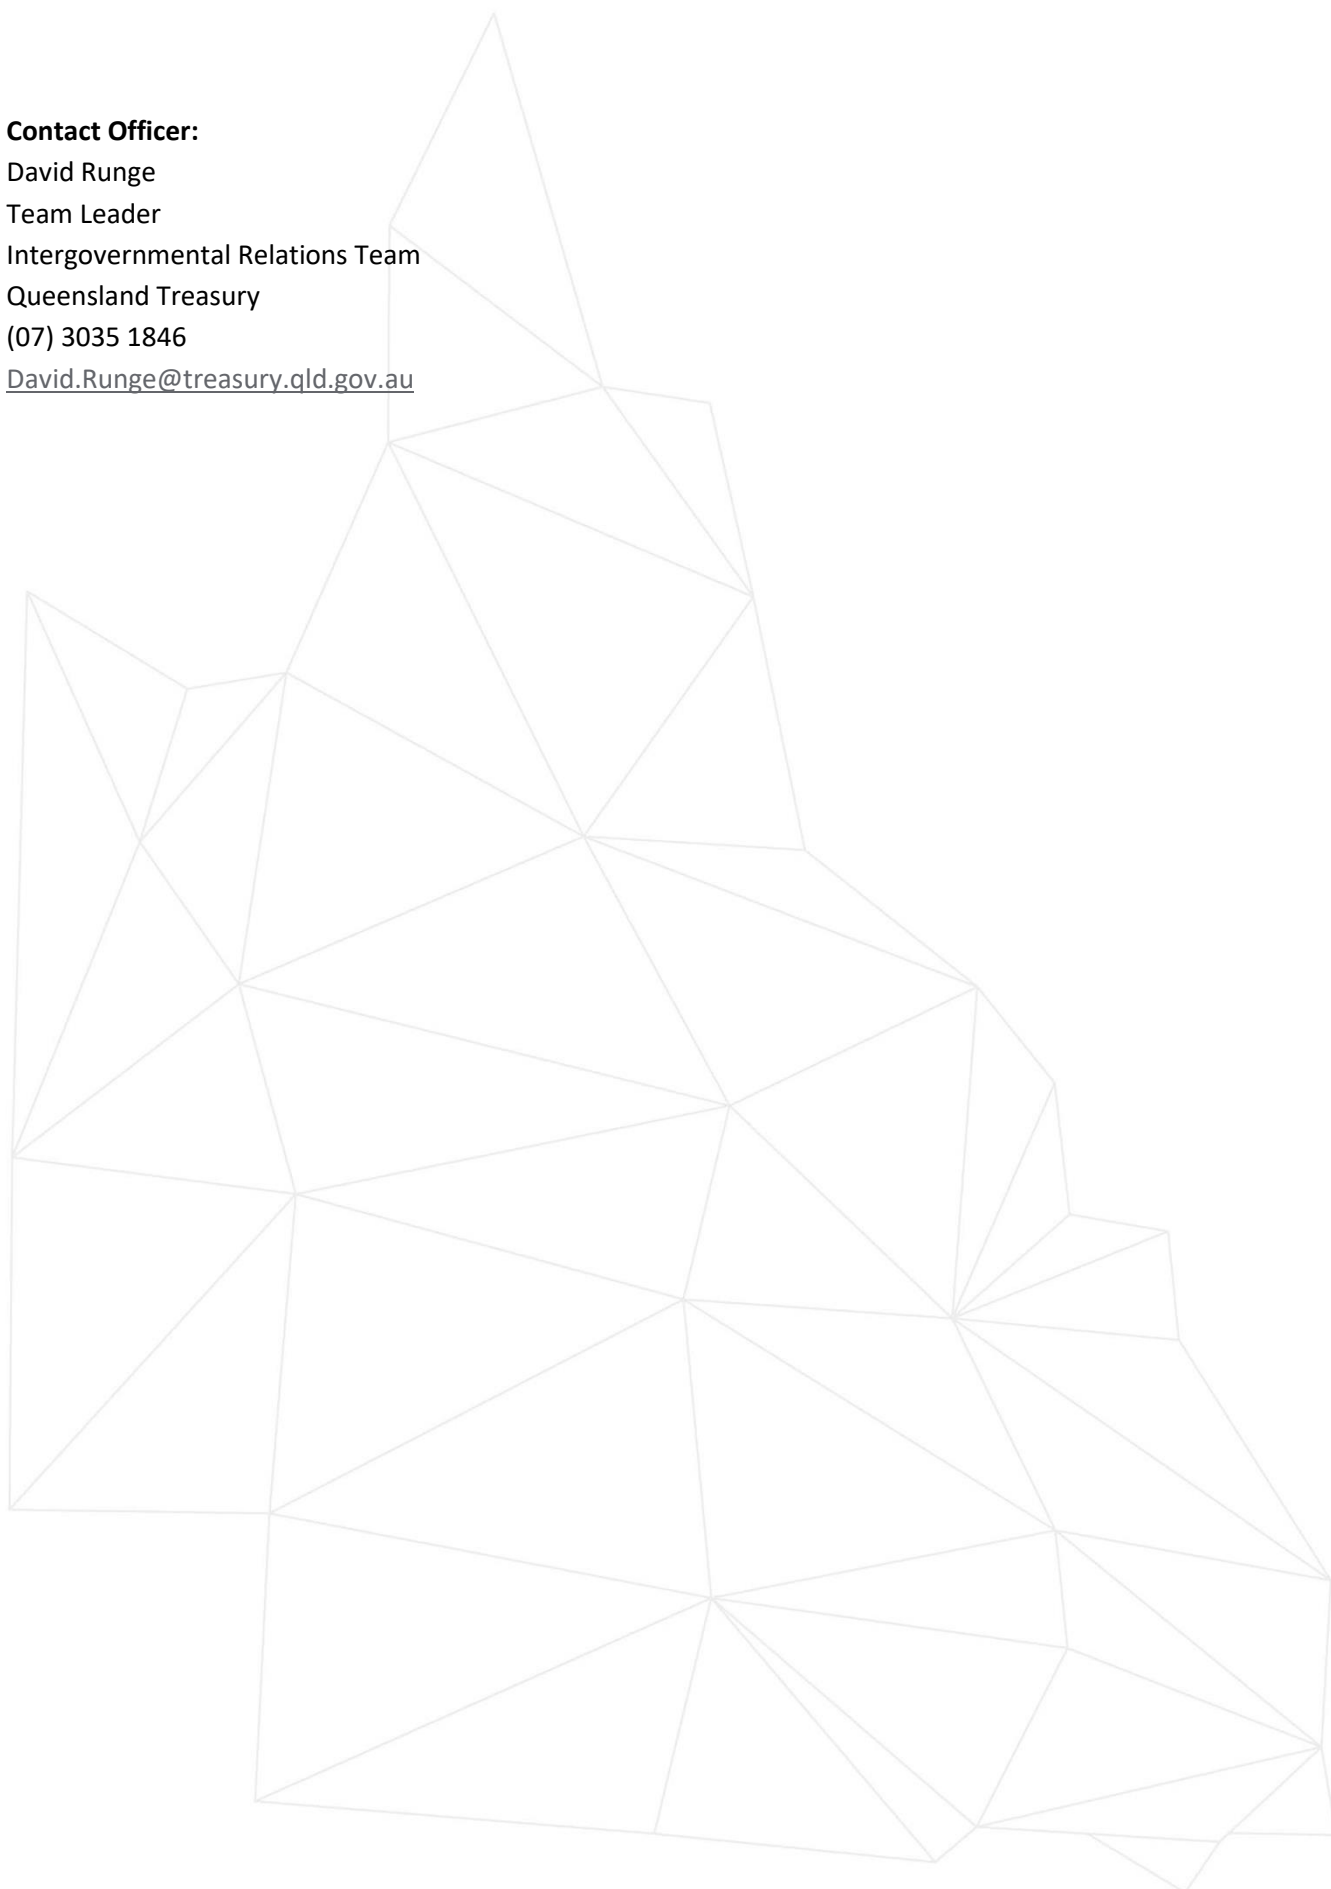 Contact Officer:
David Runge
Team Leader
Intergovernmental Relations Team
Queensland Treasury
(07) 3035 1846
David.Runge@treasury.qld.gov.au